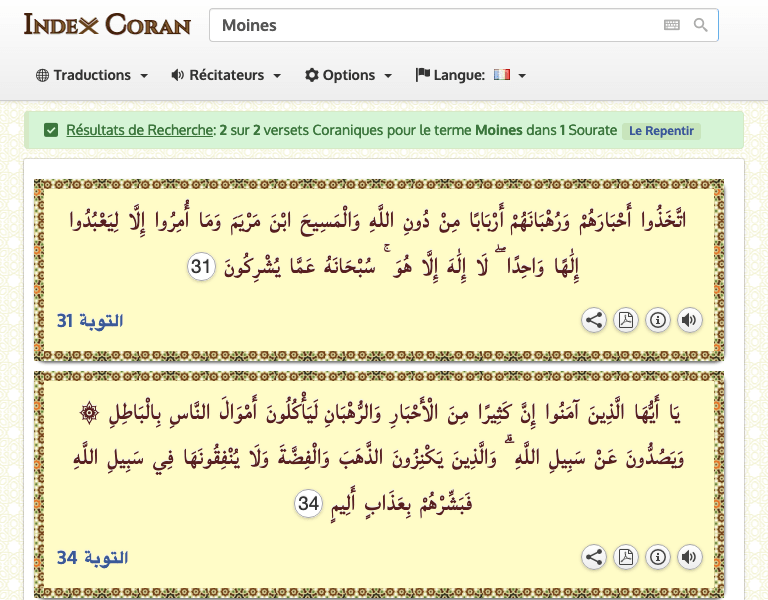 Index Coran
Moines
Traductions Récitateurs Options Langue:
Résultats de Recherche: 2 sur 2 versets Coraniques pour le terme Moines dans 1 Sourate Le Repentir
اتَّخَذُوا أَحْبَارَهُمْ وَرُهْبَانَهُمْ أَرْبَابًا مِنْ دُونِ اللَّهِ وَالْمَسِيحَ ابْنَ مَرْيَمَ وَمَا أُمِرُوا إِلَّا لِيَعْبُدُوا
إِلَٰهًا وَاحِدًا ۖ لَا إِلَٰهَ إِلَّا هُوَ ۚ سُبْحَانَهُ عَمَّا يُشْرِكُونَ 31
التوبة 31
۞ يَا أَيُّهَا الَّذِينَ آمَنُوا إِنَّ كَثِيرًا مِنَ الْأَحْبَارِ وَالرُّهْبَانِ لَيَأْكُلُونَ أَمْوَالَ النَّاسِ بِالْبَاطِلِ
وَيَصُدُّونَ عَنْ سَبِيلِ اللَّهِ ۗ وَالَّذِينَ يَكْنِزُونَ الذَّهَبَ وَالْفِضَّةَ وَلَا يُنْفِقُونَهَا فِي سَبِيلِ اللَّهِ
فَبَشِّرْهُمْ بِعَذَابٍ أَلِيمٍ 34
التوبة 34